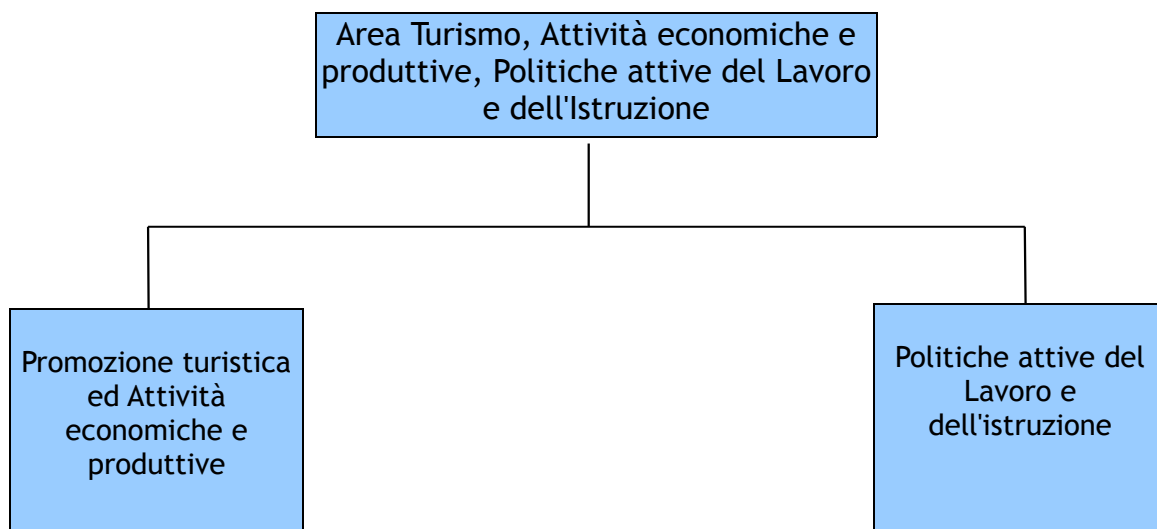 Area Turismo, Attività economiche e
produttive, Politiche attive del Lavoro
e dell'Istruzione
Promozione turistica
ed Attività
economiche e
produttive
Politiche attive del
Lavoro e
dell'istruzione